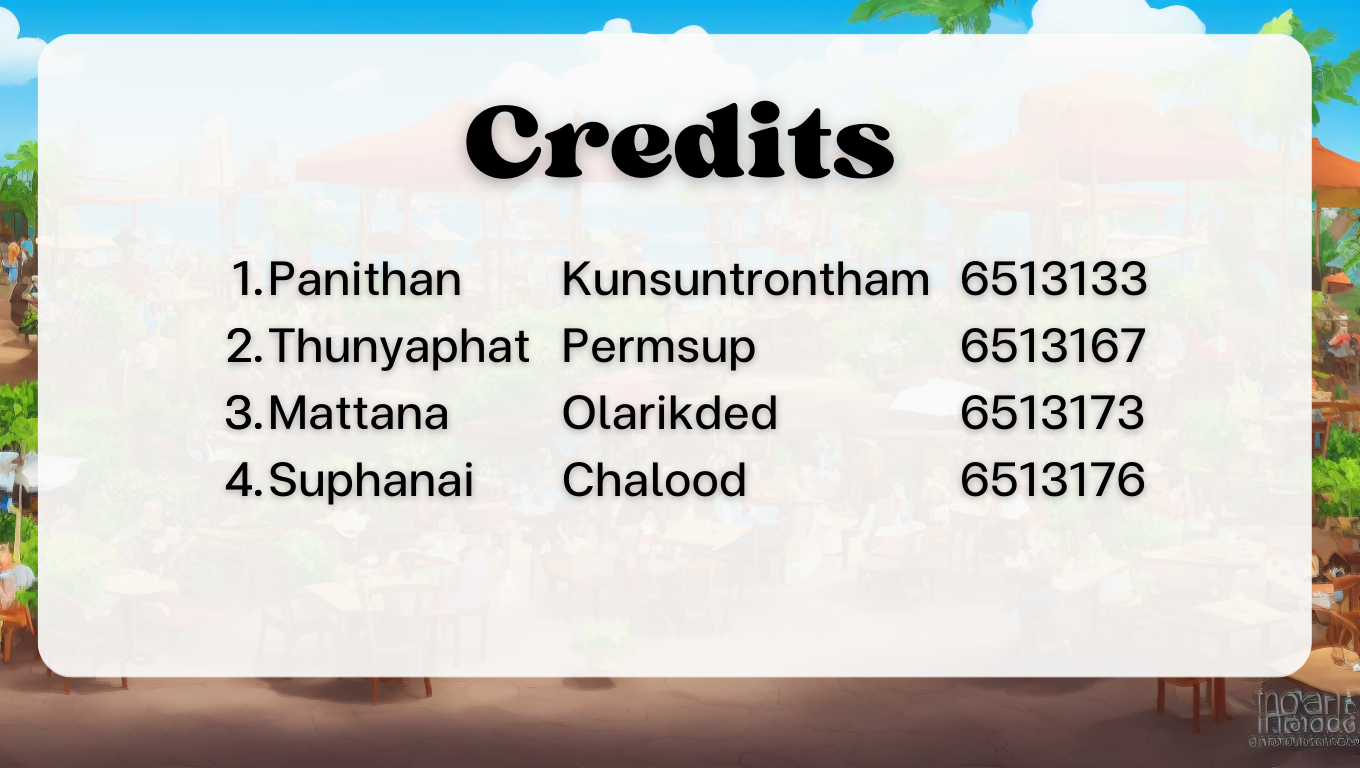 Credits
1. Panithan Kunsuntrontham 6513133
2. Thunyaphat Permsup 6513167
3. Mattana Olarikded 6513173
4. Suphanai Chalood 6513176